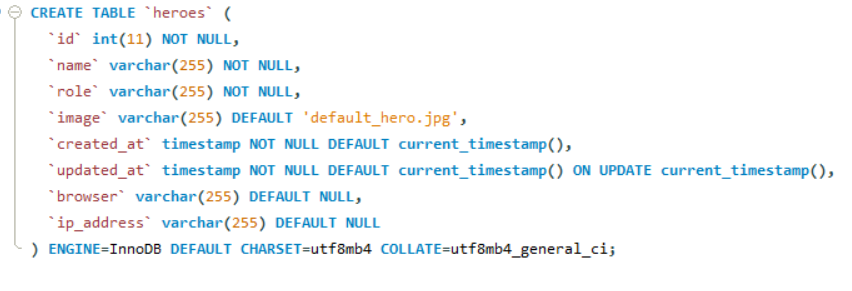 CREATE TABLE `heroes` (
`id` int(11) NOT NULL,
`name` varchar(255) NOT NULL,
`role` varchar(255) NOT NULL,
`image` varchar(255) DEFAULT 'default_hero.jpg',
`created_at` timestamp NOT NULL DEFAULT current_timestamp(),
`updated_at` timestamp NOT NULL DEFAULT current_timestamp() ON UPDATE current_timestamp(),
`browser` varchar(255) DEFAULT NULL,
`ip_address` varchar(255) DEFAULT NULL
) ENGINE=InnoDB DEFAULT CHARSET=utf8mb4 COLLATE=utf8mb4_general_ci;